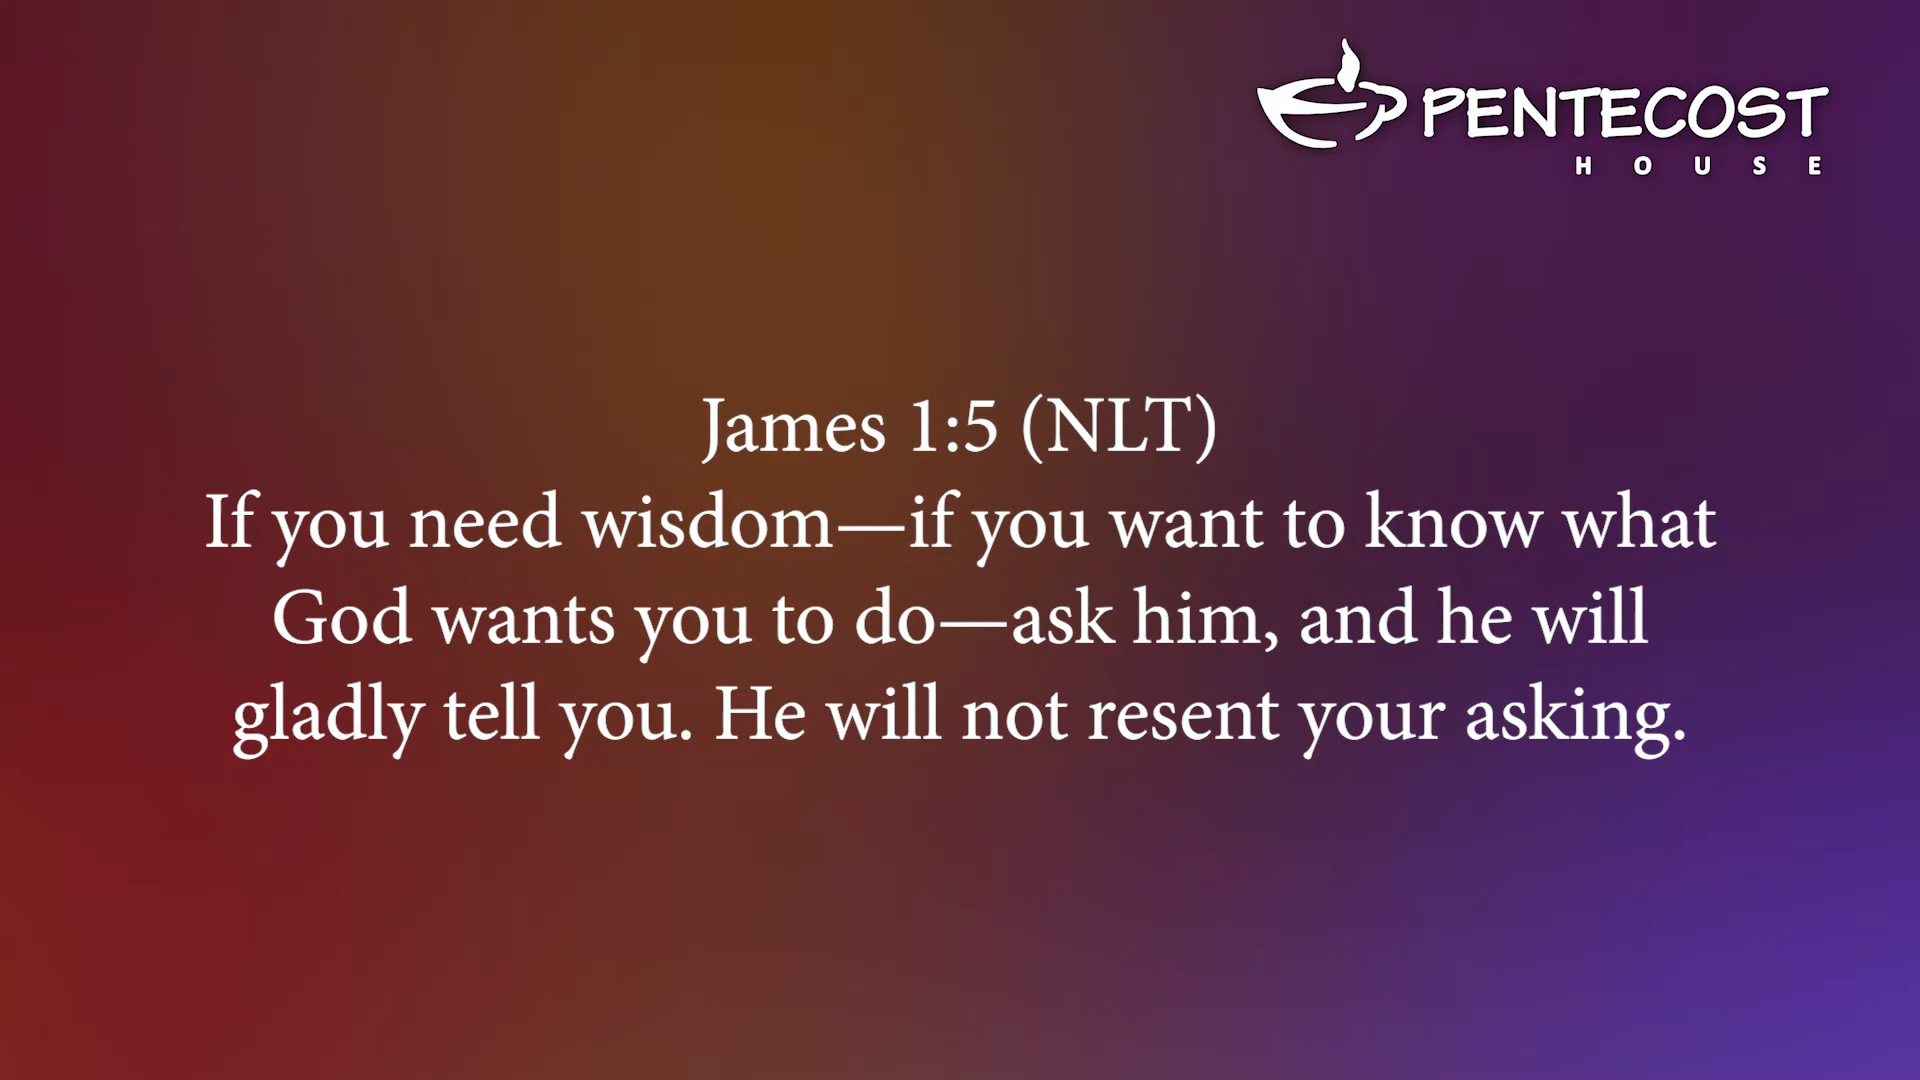 PENTECOST
HOUSE
James 1:5 (NLT)
If you need wisdom—if you want to know what
God wants you to do—ask him, and he will
gladly tell you. He will not resent your asking.